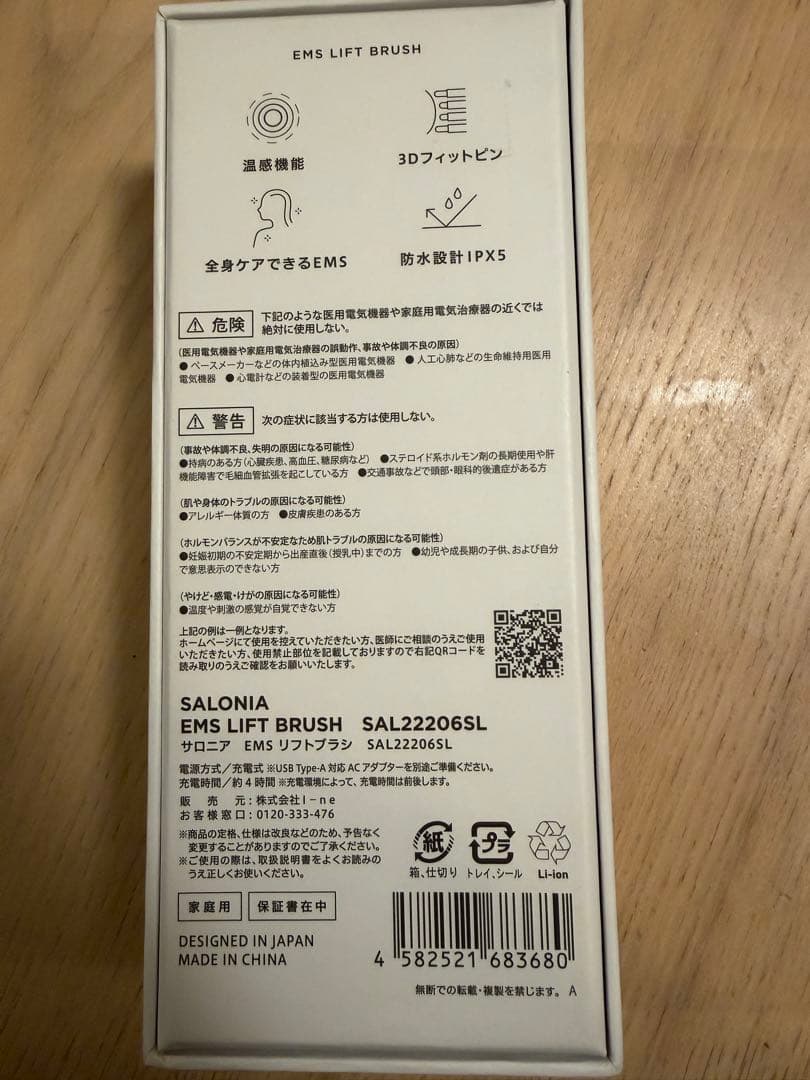 EMS LIFT BRUSH
温感機能
3Dフィットピン
全身ケアできるEMS
防水設計IPX5
危険 下記のような医用電気機器や家庭用電気治療器の近くでは
絶対に使用しない。
(医用電気機器や家庭用電気治療器の誤動作、事故や体調不良の原因)
●ペースメーカーなどの体内植込み型医用電気機器 ●人工心肺などの生命維持用医用
電気機器 ●心電計などの装着型の医用電気機器
警告 次の症状に該当する方は使用しない。
(事故や体調不良、失明の原因になる可能性)
●持病のある方(心臓疾患、高血圧、糖尿病など) ●ステロイド系ホルモン剤の長期使用や肝
機能障害で毛細血管拡張を起こしている方 ●交通事故などで頭部・眼科的後遺症がある方
(肌や身体のトラブルの原因になる可能性)
●アレルギー体質の方 ●皮膚疾患のある方
(ホルモンバランスが不安定なため肌トラブルの原因になる可能性)
●妊娠初期の不安定期から出産直後(授乳中)までの方 ●幼児や成長期の子供、および自分
で意思表示のできない方
(やけど・感電・けがの原因になる可能性)
●温度や刺激の感覚が自覚できない方
上記の例は一例となります。
ホームページにて使用を控えていただきたい方、医師にご相談のうえご使用
いただきたい方、使用禁止部位を記載しておりますので右記QRコードを
読み取りのうえご確認をお願いいたします。
SALONIA
EMS LIFT BRUSH SAL22206SL
サロニア EMS リフトブラシ SAL22206SL
電源方式/充電式 ※USB Type-A 対応 AC アダプターを別途ご準備ください。
充電時間/約4時間 ※充電環境によって、充電時間は前後します。
販売元:株式会社I-ne
お客様窓口:0120-333-476
※商品の定格、仕様は改良などのため、予告なく
変更することがありますのでご了承ください。
※ご使用の際は、取扱説明書をよくお読みの
うえ正しくお使いください。
紙
箱、仕切り
プラ
トレイ、シール
Li-ion
家庭用 保証書在中
DESIGNED IN JAPAN
MADE IN CHINA
4 582521 683680
無断での転載・複製を禁じます。 A